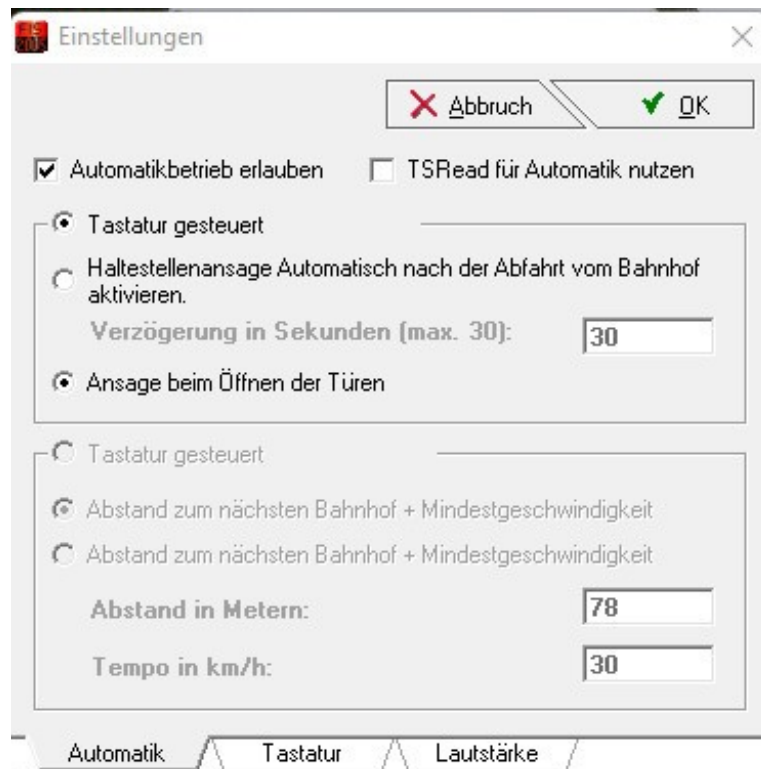 Einstellungen
Abbruch
OK
Automatikbetrieb erlauben
TSRead für Automatik nutzen
Tastatur gesteuert
Haltestellenansage Automatisch nach der Abfahrt vom Bahnhof
aktivieren.
Verzögerung in Sekunden (max. 30):
30
Ansage beim Öffnen der Türen
Tastatur gesteuert
Abstand zum nächsten Bahnhof + Mindestgeschwindigkeit
Abstand zum nächsten Bahnhof + Mindestgeschwindigkeit
Abstand in Metern:
78
Tempo in km/h:
30
Automatik
Tastatur
Lautstärke